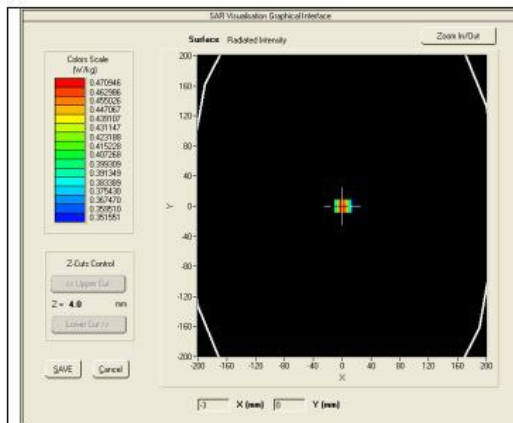 SAR Visualisation Graphical Interface
Surface Radiated Intensity
Zoom In/Out
Colors Scale
(W/kg)
0.470946
0.462986
0.455026
0.447067
0.439107
0.431147
0.423188
0.415228
0.407268
0.399309
0.391349
0.383389
0.375430
0.367470
0.359510
0.351551
Z-Cuts Control
<< Upper Cut
Z = 4.0 mm
Lower Cut >>
SAVE Cancel
200
160
120
80
40
0
-40
-80
-120
-160
-200
Y
-200 -160 -120 -80 -40 0 40 80 120 160 200
X
-3 X (mm) 0 Y (mm)